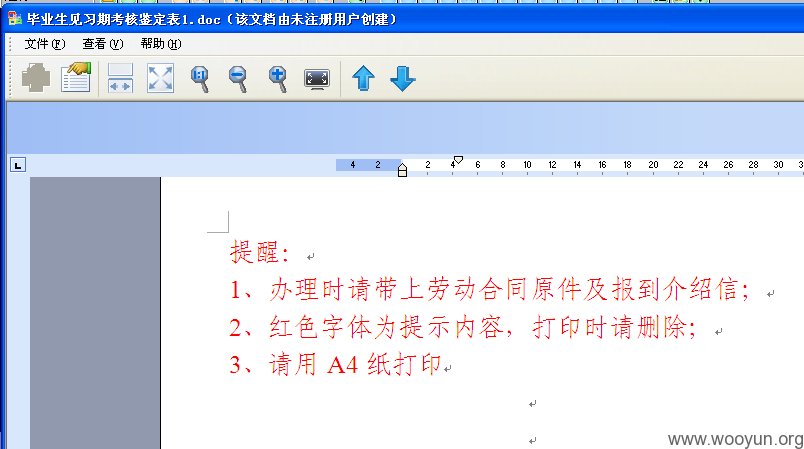 毕业生见习期考核鉴定表1.doc（该文档由未注册用户创建）
文件(F) 查看(V) 帮助(H)
1:1
4 2 2 4 6 8 10 12 14 16 18 20 22 24 26 28 30
提醒：
1、办理时请带上劳动合同原件及报到介绍信；
2、红色字体为提示内容，打印时请删除；
3、请用 A4 纸打印
www.wooyun.org